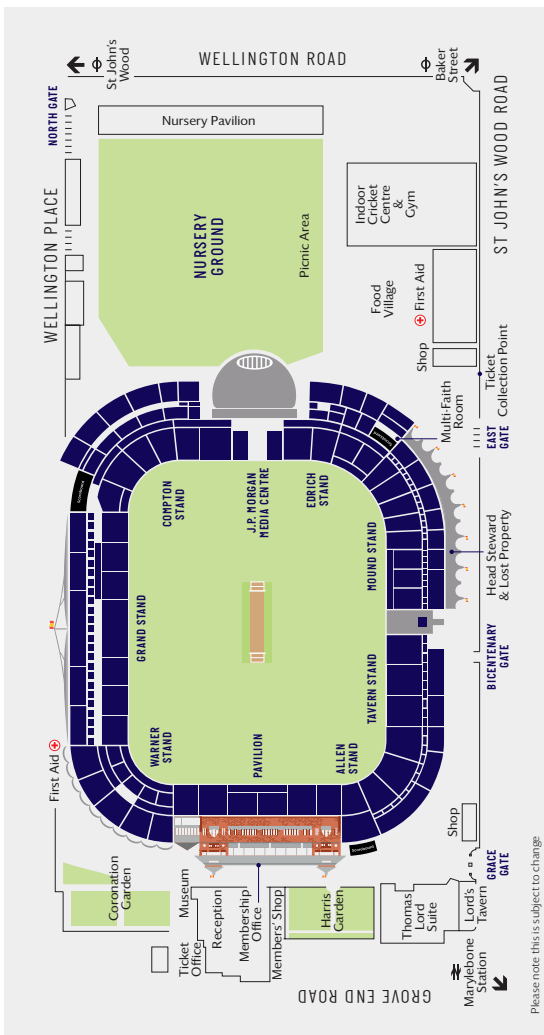 WELLINGTON ROAD
St John's
Wood
Baker
Street
NORTH GATE
WELLINGTON PLACE
ST JOHN'S WOOD ROAD
Nursery Pavilion
NURSERY
GROUND
Picnic Area
Indoor
Cricket
Centre
&
Gym
Food
Village
First Aid
Shop
Ticket
Collection Point
Multi-Faith
Room
EAST
GATE
COMPTON
STAND
J.P. MORGAN
MEDIA CENTRE
EDRICH
STAND
Scoreboard
Scoreboard
GRAND STAND
MOUND STAND
Head Steward
& Lost Property
BICENTENARY
GATE
WARNER
STAND
PAVILION
ALLEN
STAND
TAVERN STAND
First Aid
Scoreboard
Shop
GRACE
GATE
Coronation
Garden
Museum
Ticket
Office
Reception
Membership
Office
Members' Shop
Harris
Garden
Thomas
Lord
Suite
Lord's
Tavern
GROVE END ROAD
Marylebone
Station
Please note this is subject to change